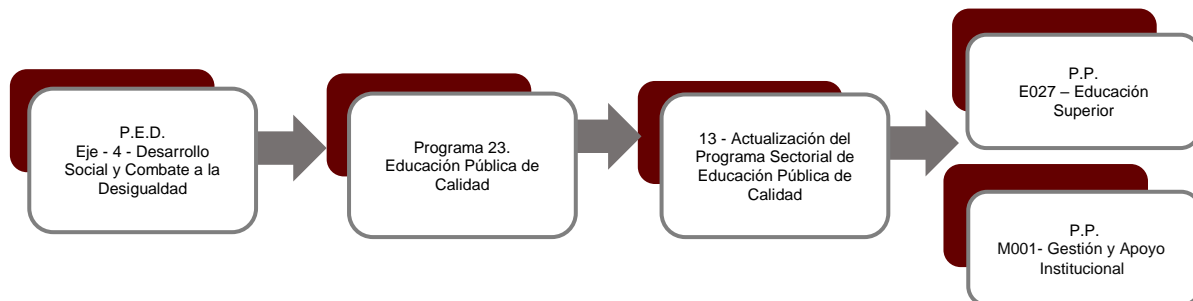 P.E.D.
Eje - 4 - Desarrollo
Social y Combate a la
Desigualdad
Programa 23.
Educación Pública de
Calidad
13 - Actualización del
Programa Sectorial de
Educación Pública de
Calidad
P.P.
E027 – Educación
Superior
P.P.
M001- Gestión y Apoyo
Institucional